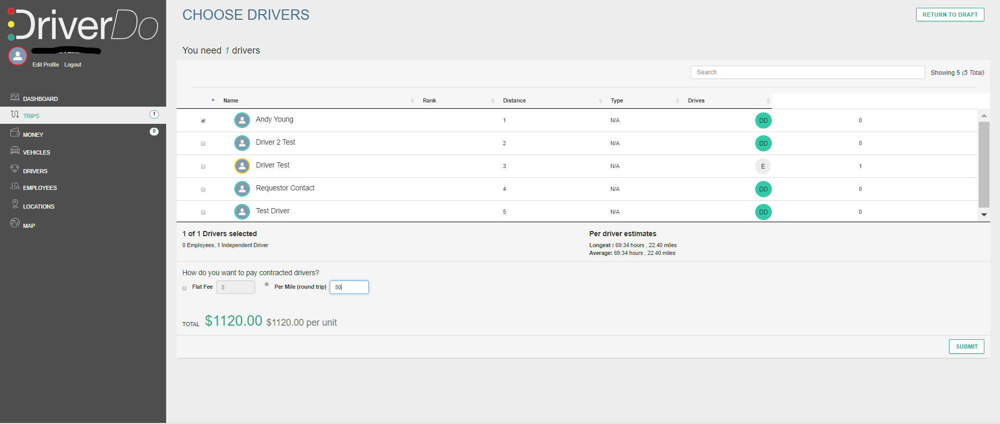 DriverDo
Edit Profile Logout
DASHBOARD
TRIPS 1
MONEY 0
VEHICLES
DRIVERS
EMPLOYEES
LOCATIONS
MAP
CHOOSE DRIVERS
RETURN TO DRAFT
You need 1 drivers
Search Showing 5 (5 Total)
Name Rank Distance Type Drives
Andy Young 1 N/A DD 0
Driver 2 Test 2 N/A DD 0
Driver Test 3 N/A E 1
Requestor Contact 4 N/A DD 0
Test Driver 5 N/A DD 0
1 of 1 Drivers selected
0 Employees, 1 Independent Driver
Per driver estimates
Longest : 69.34 hours , 22.40 miles
Average: 69.34 hours , 22.40 miles
How do you want to pay contracted drivers?
Flat Fee $ Per Mile (round trip) 50
TOTAL $1120.00 $1120.00 per unit
SUBMIT